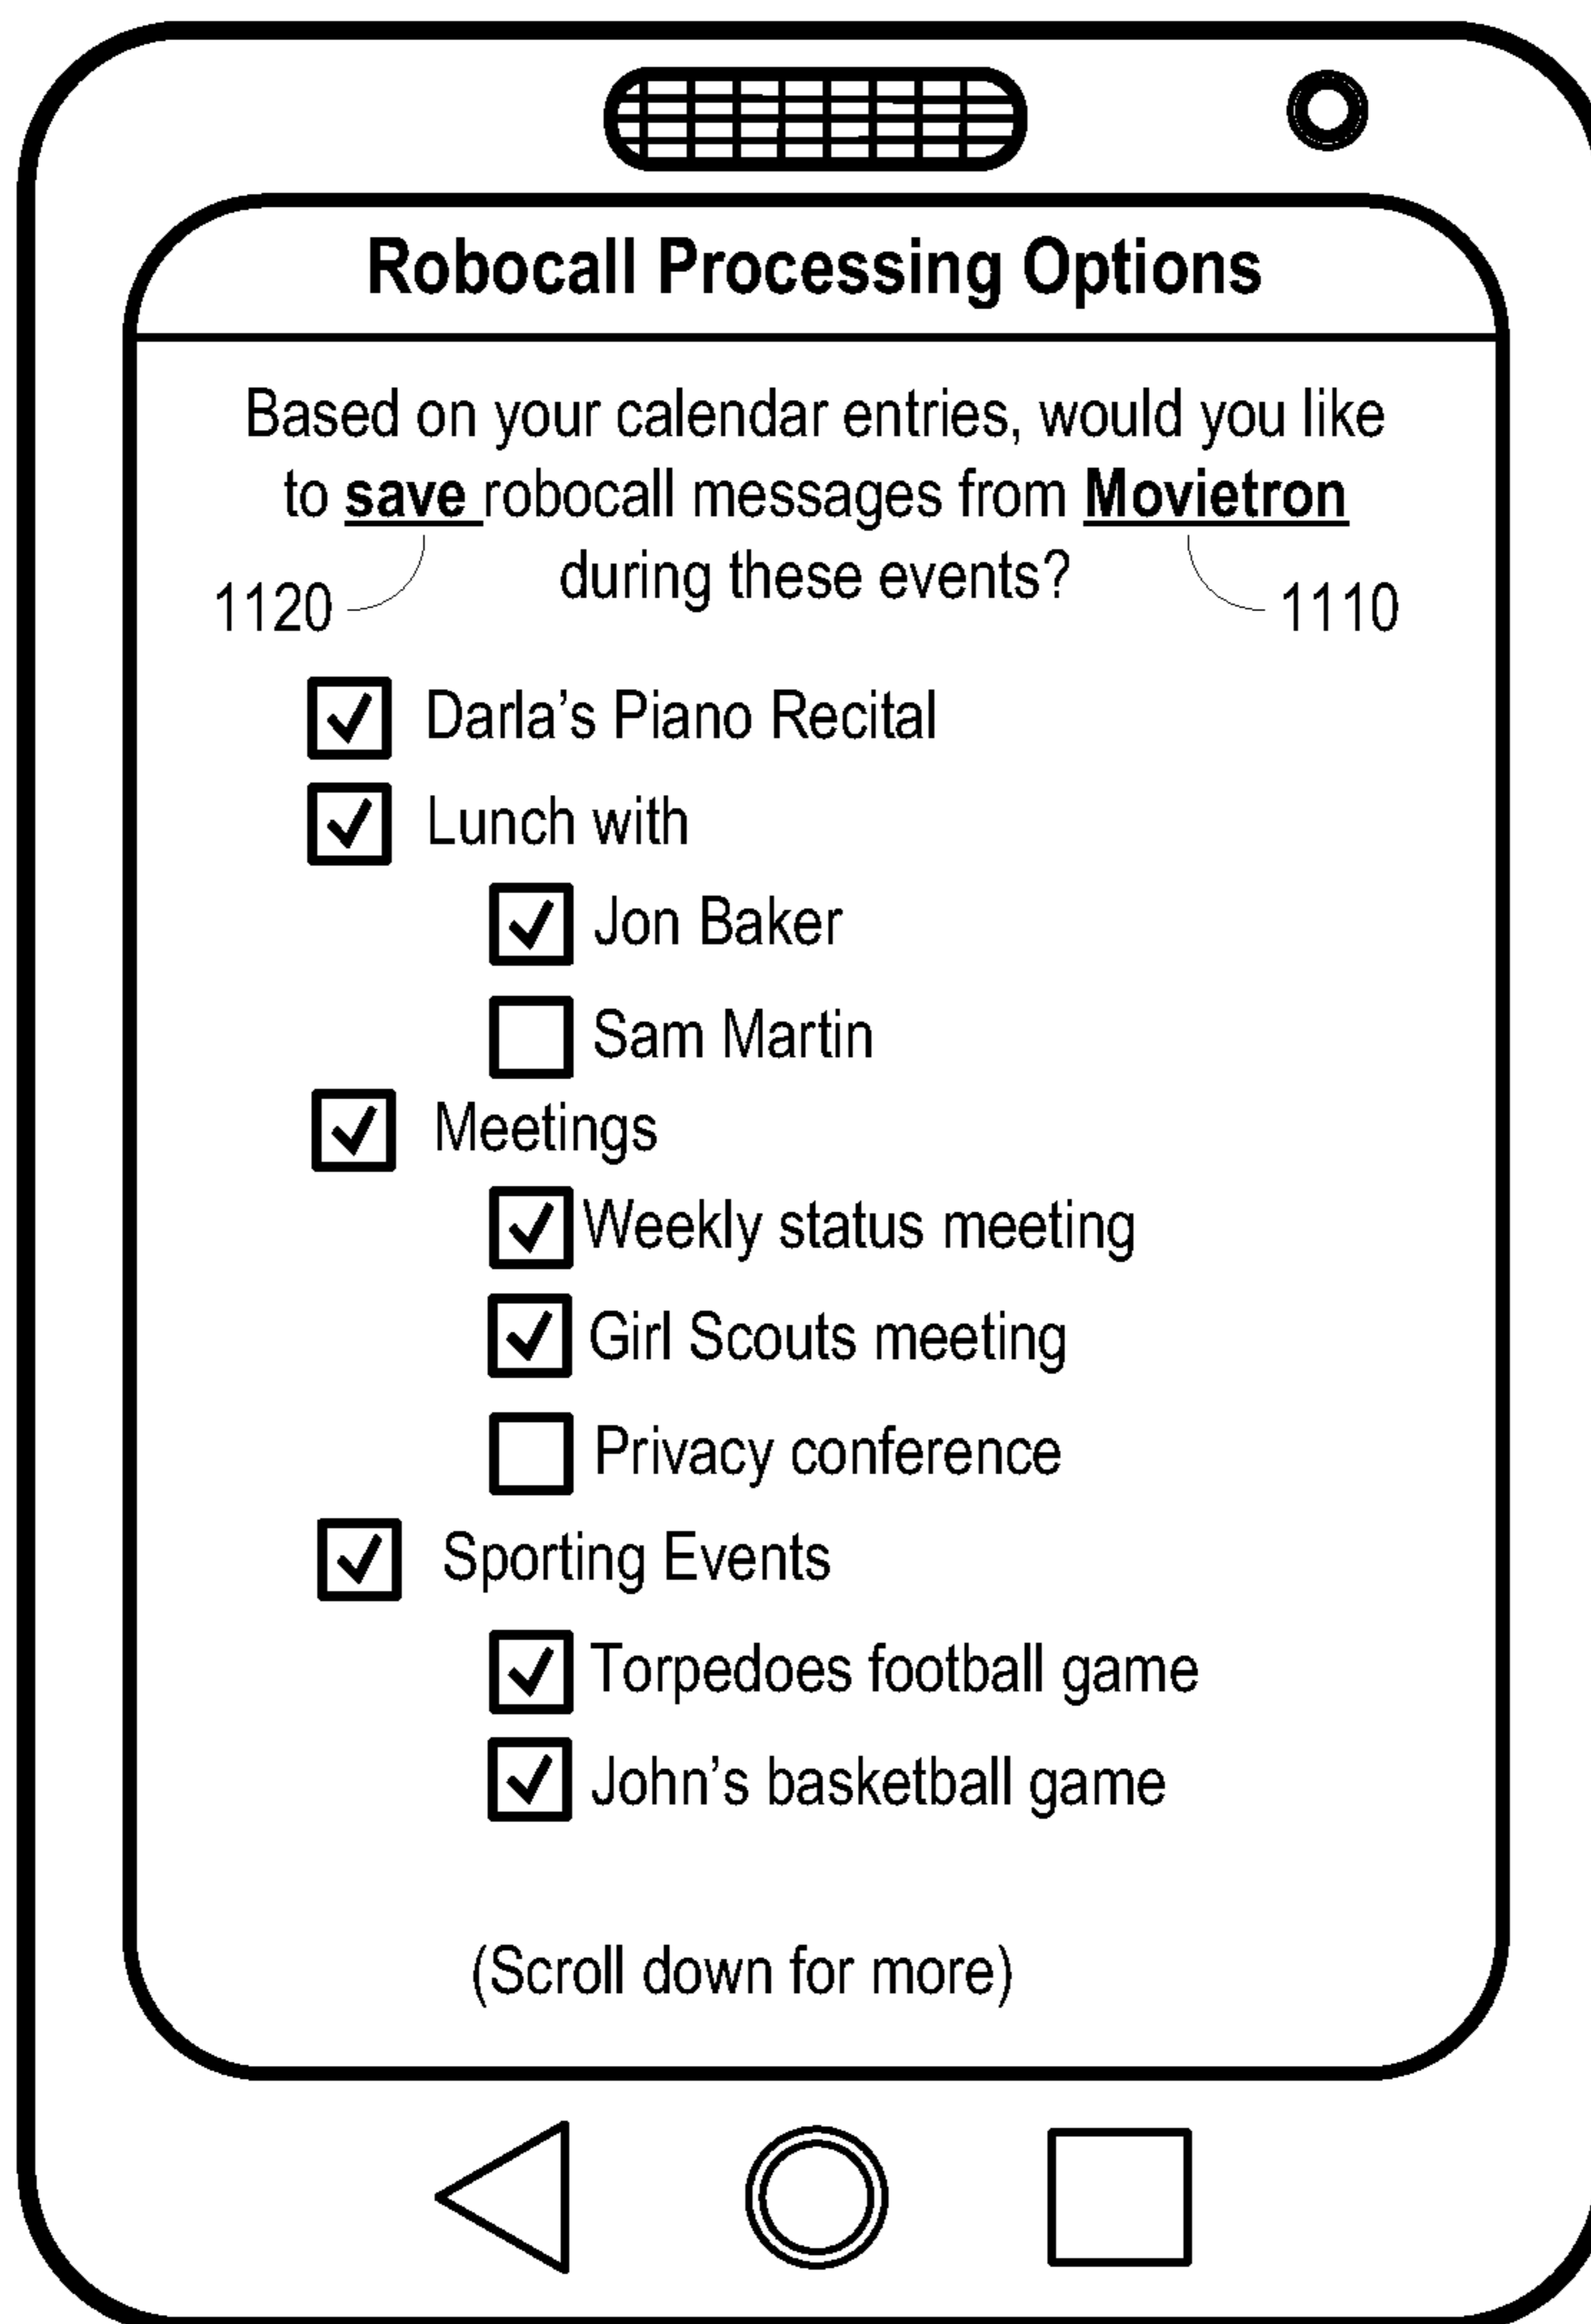 Robocall Processing Options
Based on your calendar entries, would you like
to save robocall messages from Movietron
during these events?
1120
1110
Darla's Piano Recital
Lunch with
Jon Baker
Sam Martin
Meetings
Weekly status meeting
Girl Scouts meeting
Privacy conference
Sporting Events
Torpedoes football game
John's basketball game
(Scroll down for more)